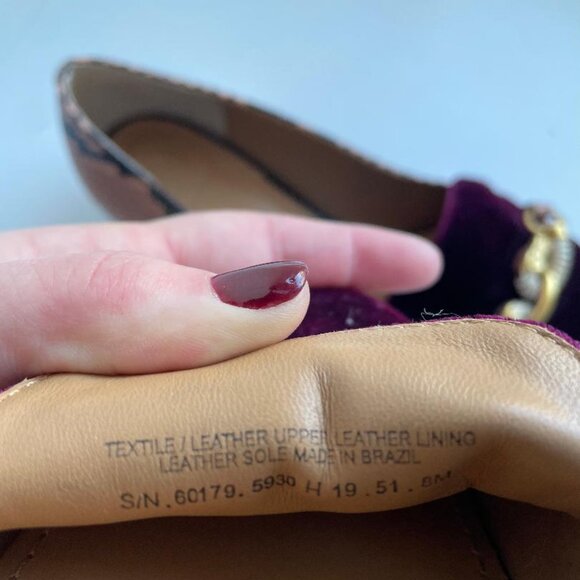 TEXTILE / LEATHER UPPER LEATHER LINING
LEATHER SOLE MADE IN BRAZIL
S/N. 60179. 5930 H 19 . 51 . 8M